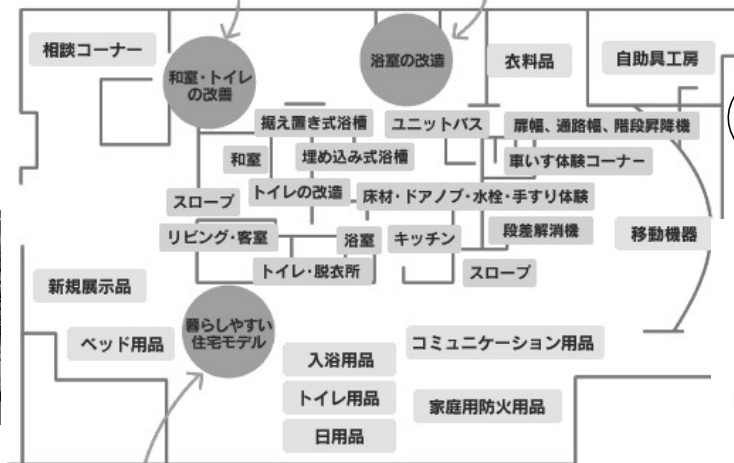 相談コーナー
和室・トイレ
の改善
浴室の改造
衣料品
自助具工房
据え置き式浴槽
ユニットバス
扉幅、通路幅、階段昇降機
和室
埋め込み式浴槽
車いす体験コーナー
スロープ
トイレの改造
床材・ドアノブ・水栓・手すり体験
リビング・客室
浴室
キッチン
段差解消機
移動機器
トイレ・脱衣所
スロープ
新規展示品
ベッド用品
暮らしやすい
住宅モデル
入浴用品
コミュニケーション用品
トイレ用品
家庭用防火用品
日用品